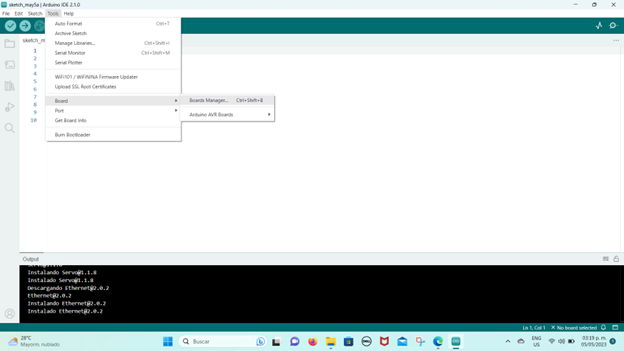 sketch_may5a | Arduino IDE 2.1.0
File Edit Sketch Tools Help
sketch_m
Auto Format Ctrl+T
Archive Sketch
Manage Libraries... Ctrl+Shift+I
Serial Monitor Ctrl+Shift+M
Serial Plotter
WiFi101 / WiFiNINA Firmware Updater
Upload SSL Root Certificates
Board
Boards Manager... Ctrl+Shift+B
Port
Arduino AVR Boards
Get Board Info
Burn Bootloader
1
2
3
4
5
6
7
8
9
10
Output
Instalando Servo@1.1.8
Instalado Servo@1.1.8
Descargando Ethernet@2.0.2
Ethernet@2.0.2
Instalando Ethernet@2.0.2
Instalado Ethernet@2.0.2
Ln 1, Col 1 No board selected
28°C
Mayorm. nublado
Buscar
ENG
US
03:19 p. m.
05/05/2023